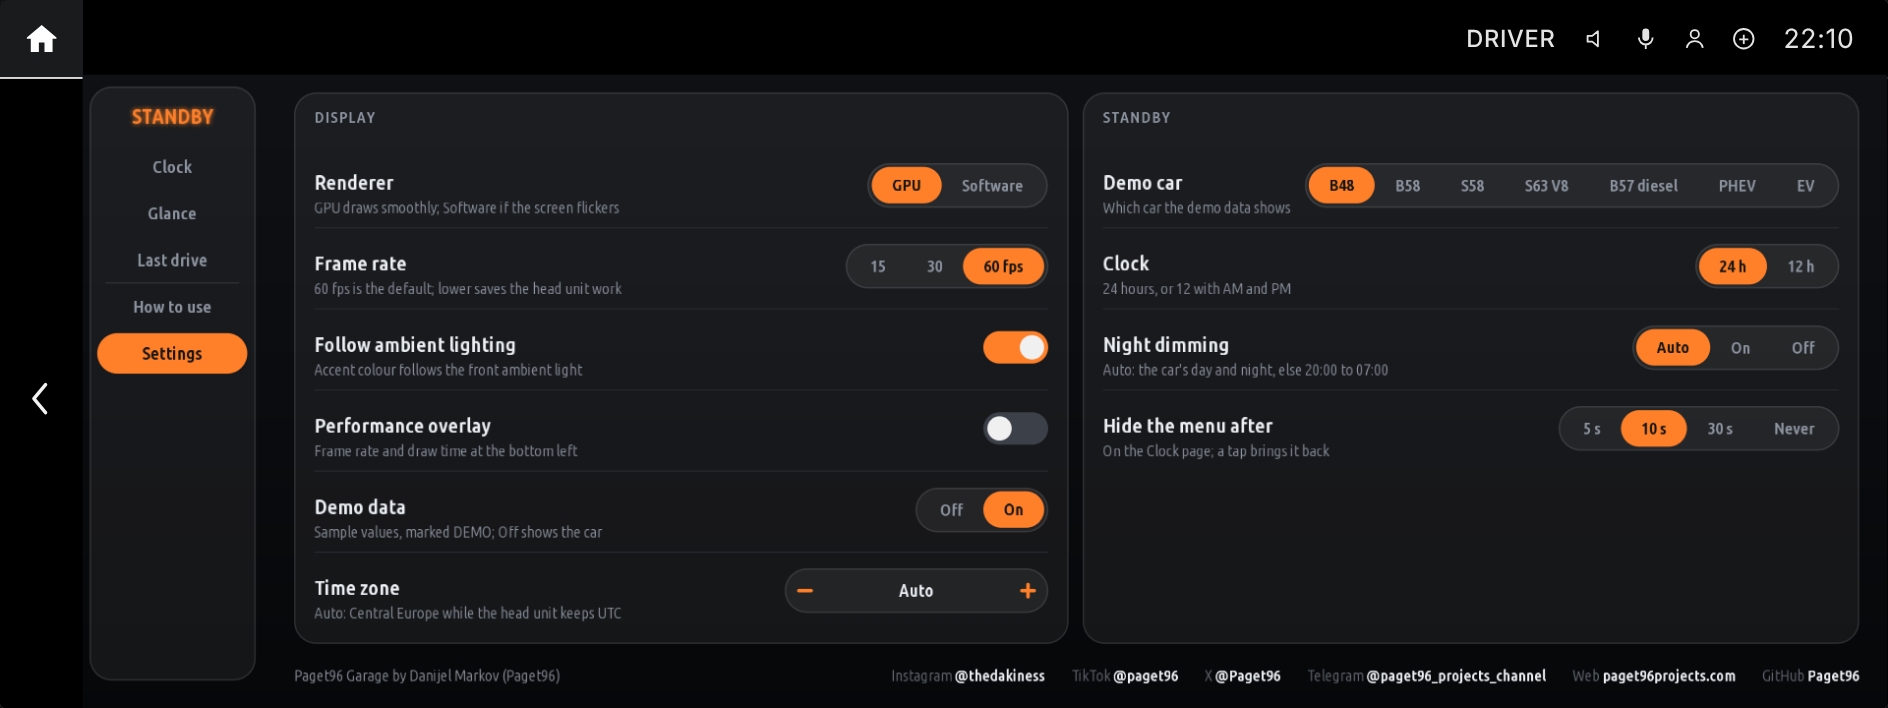 DRIVER 22:10
STANDBY
Clock
Glance
Last drive
How to use
Settings
DISPLAY
Renderer
GPU draws smoothly; Software if the screen flickers
GPU Software
Frame rate
60 fps is the default; lower saves the head unit work
15 30 60 fps
Follow ambient lighting
Accent colour follows the front ambient light
Performance overlay
Frame rate and draw time at the bottom left
Demo data
Sample values, marked DEMO; Off shows the car
Off On
Time zone
Auto: Central Europe while the head unit keeps UTC
− Auto +
STANDBY
Demo car
Which car the demo data shows
B48 B58 S58 S63 V8 B57 diesel PHEV EV
Clock
24 hours, or 12 with AM and PM
24 h 12 h
Night dimming
Auto: the car's day and night, else 20:00 to 07:00
Auto On Off
Hide the menu after
On the Clock page; a tap brings it back
5 s 10 s 30 s Never
Paget96 Garage by Danijel Markov (Paget96)
Instagram @thedakiness TikTok @paget96 X @Paget96 Telegram @paget96_projects_channel Web paget96projects.com GitHub Paget96